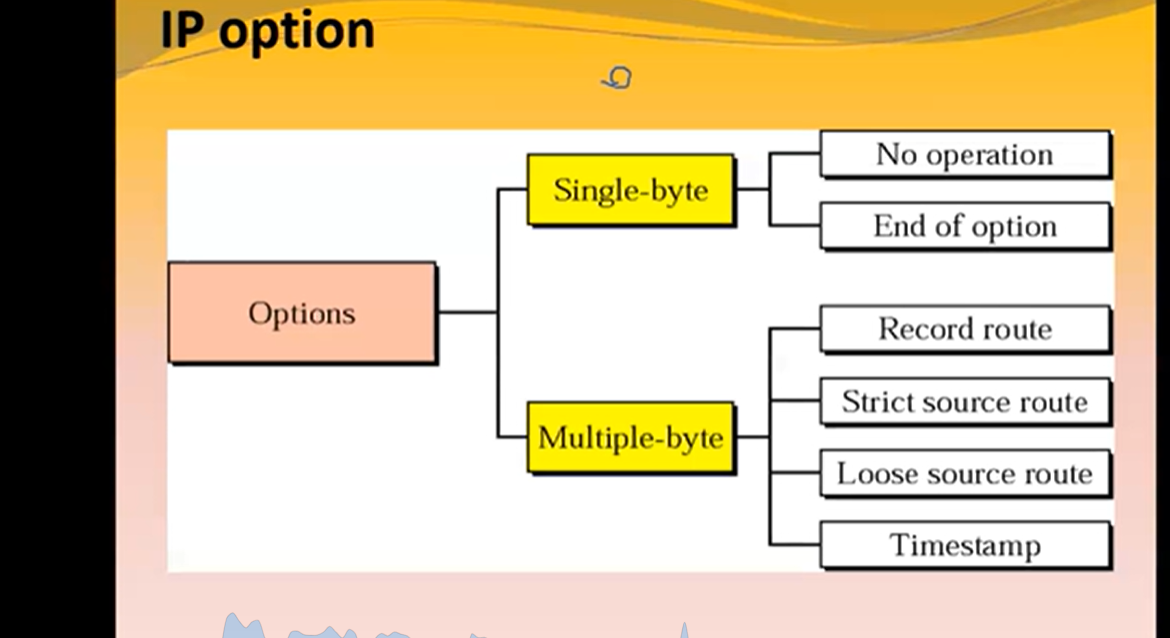 IP option
Options
Single-byte
No operation
End of option
Multiple-byte
Record route
Strict source route
Loose source route
Timestamp